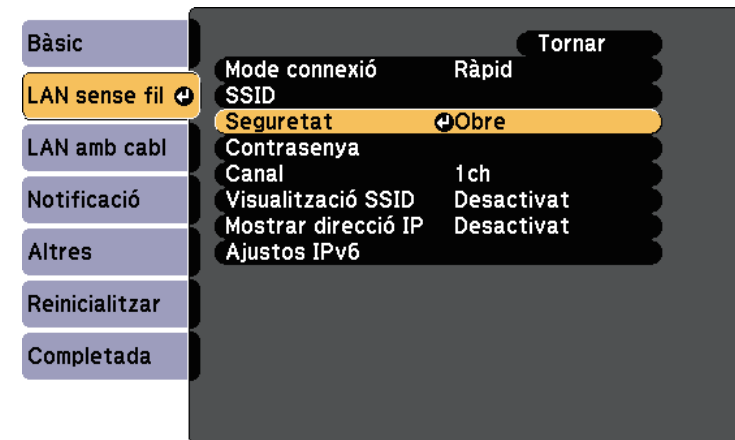 Bàsic
LAN sense fil
LAN amb cabl
Notificació
Altres
Reinicialitzar
Completada
Tornar
Mode connexió Ràpid
SSID
Seguretat Obre
Contrasenya
Canal 1ch
Visualització SSID Desactivat
Mostrar direcció IP Desactivat
Ajustos IPv6